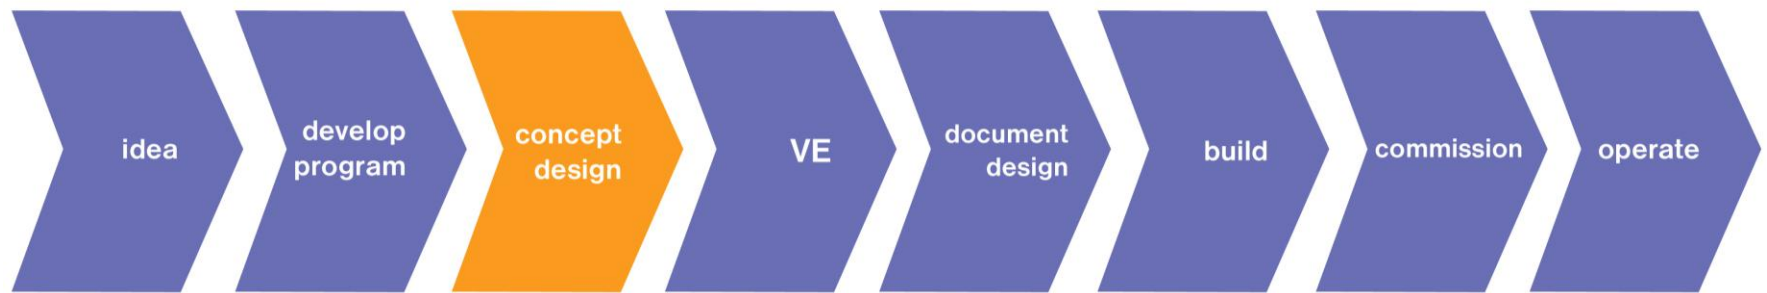 idea
develop
program
concept
design
VE
document
design
build
commission
operate